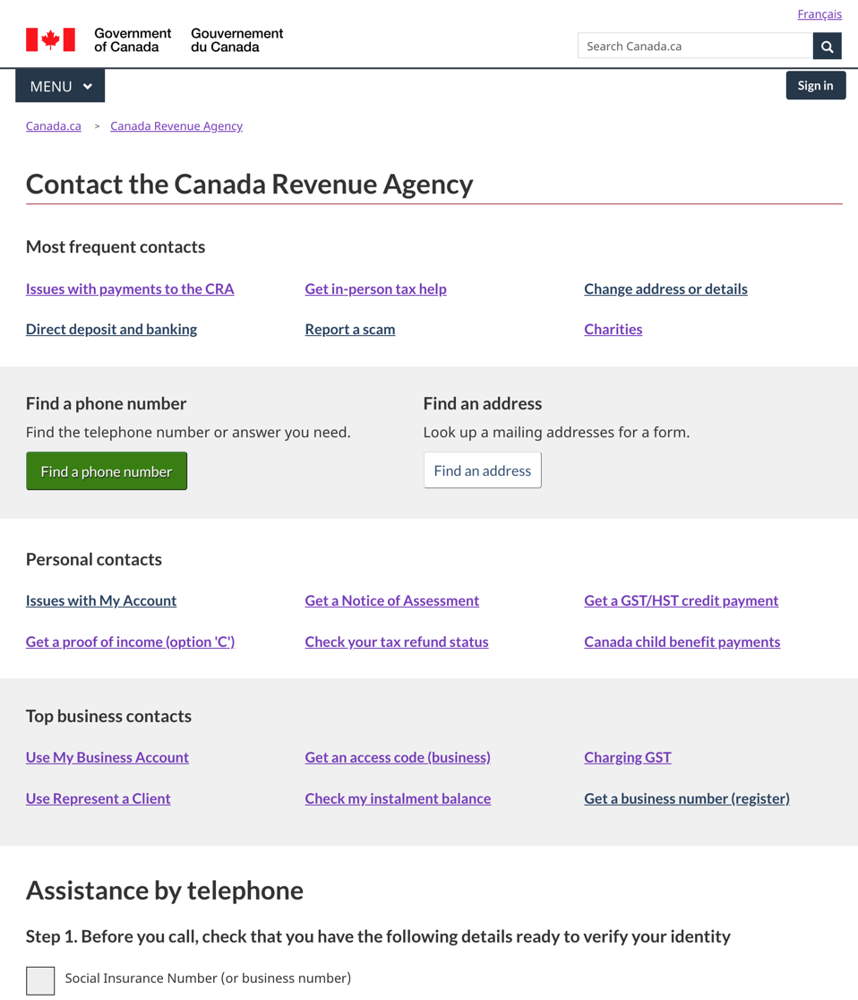 Français
Government
of Canada
Gouvernement
du Canada
Search Canada.ca
MENU
Sign in
Canada.ca > Canada Revenue Agency
Contact the Canada Revenue Agency
Most frequent contacts
Issues with payments to the CRA
Get in-person tax help
Change address or details
Direct deposit and banking
Report a scam
Charities
Find a phone number
Find the telephone number or answer you need.
Find a phone number
Find an address
Look up a mailing addresses for a form.
Find an address
Personal contacts
Issues with My Account
Get a Notice of Assessment
Get a GST/HST credit payment
Get a proof of income (option 'C')
Check your tax refund status
Canada child benefit payments
Top business contacts
Use My Business Account
Get an access code (business)
Charging GST
Use Represent a Client
Check my instalment balance
Get a business number (register)
Assistance by telephone
Step 1. Before you call, check that you have the following details ready to verify your identity
Social Insurance Number (or business number)